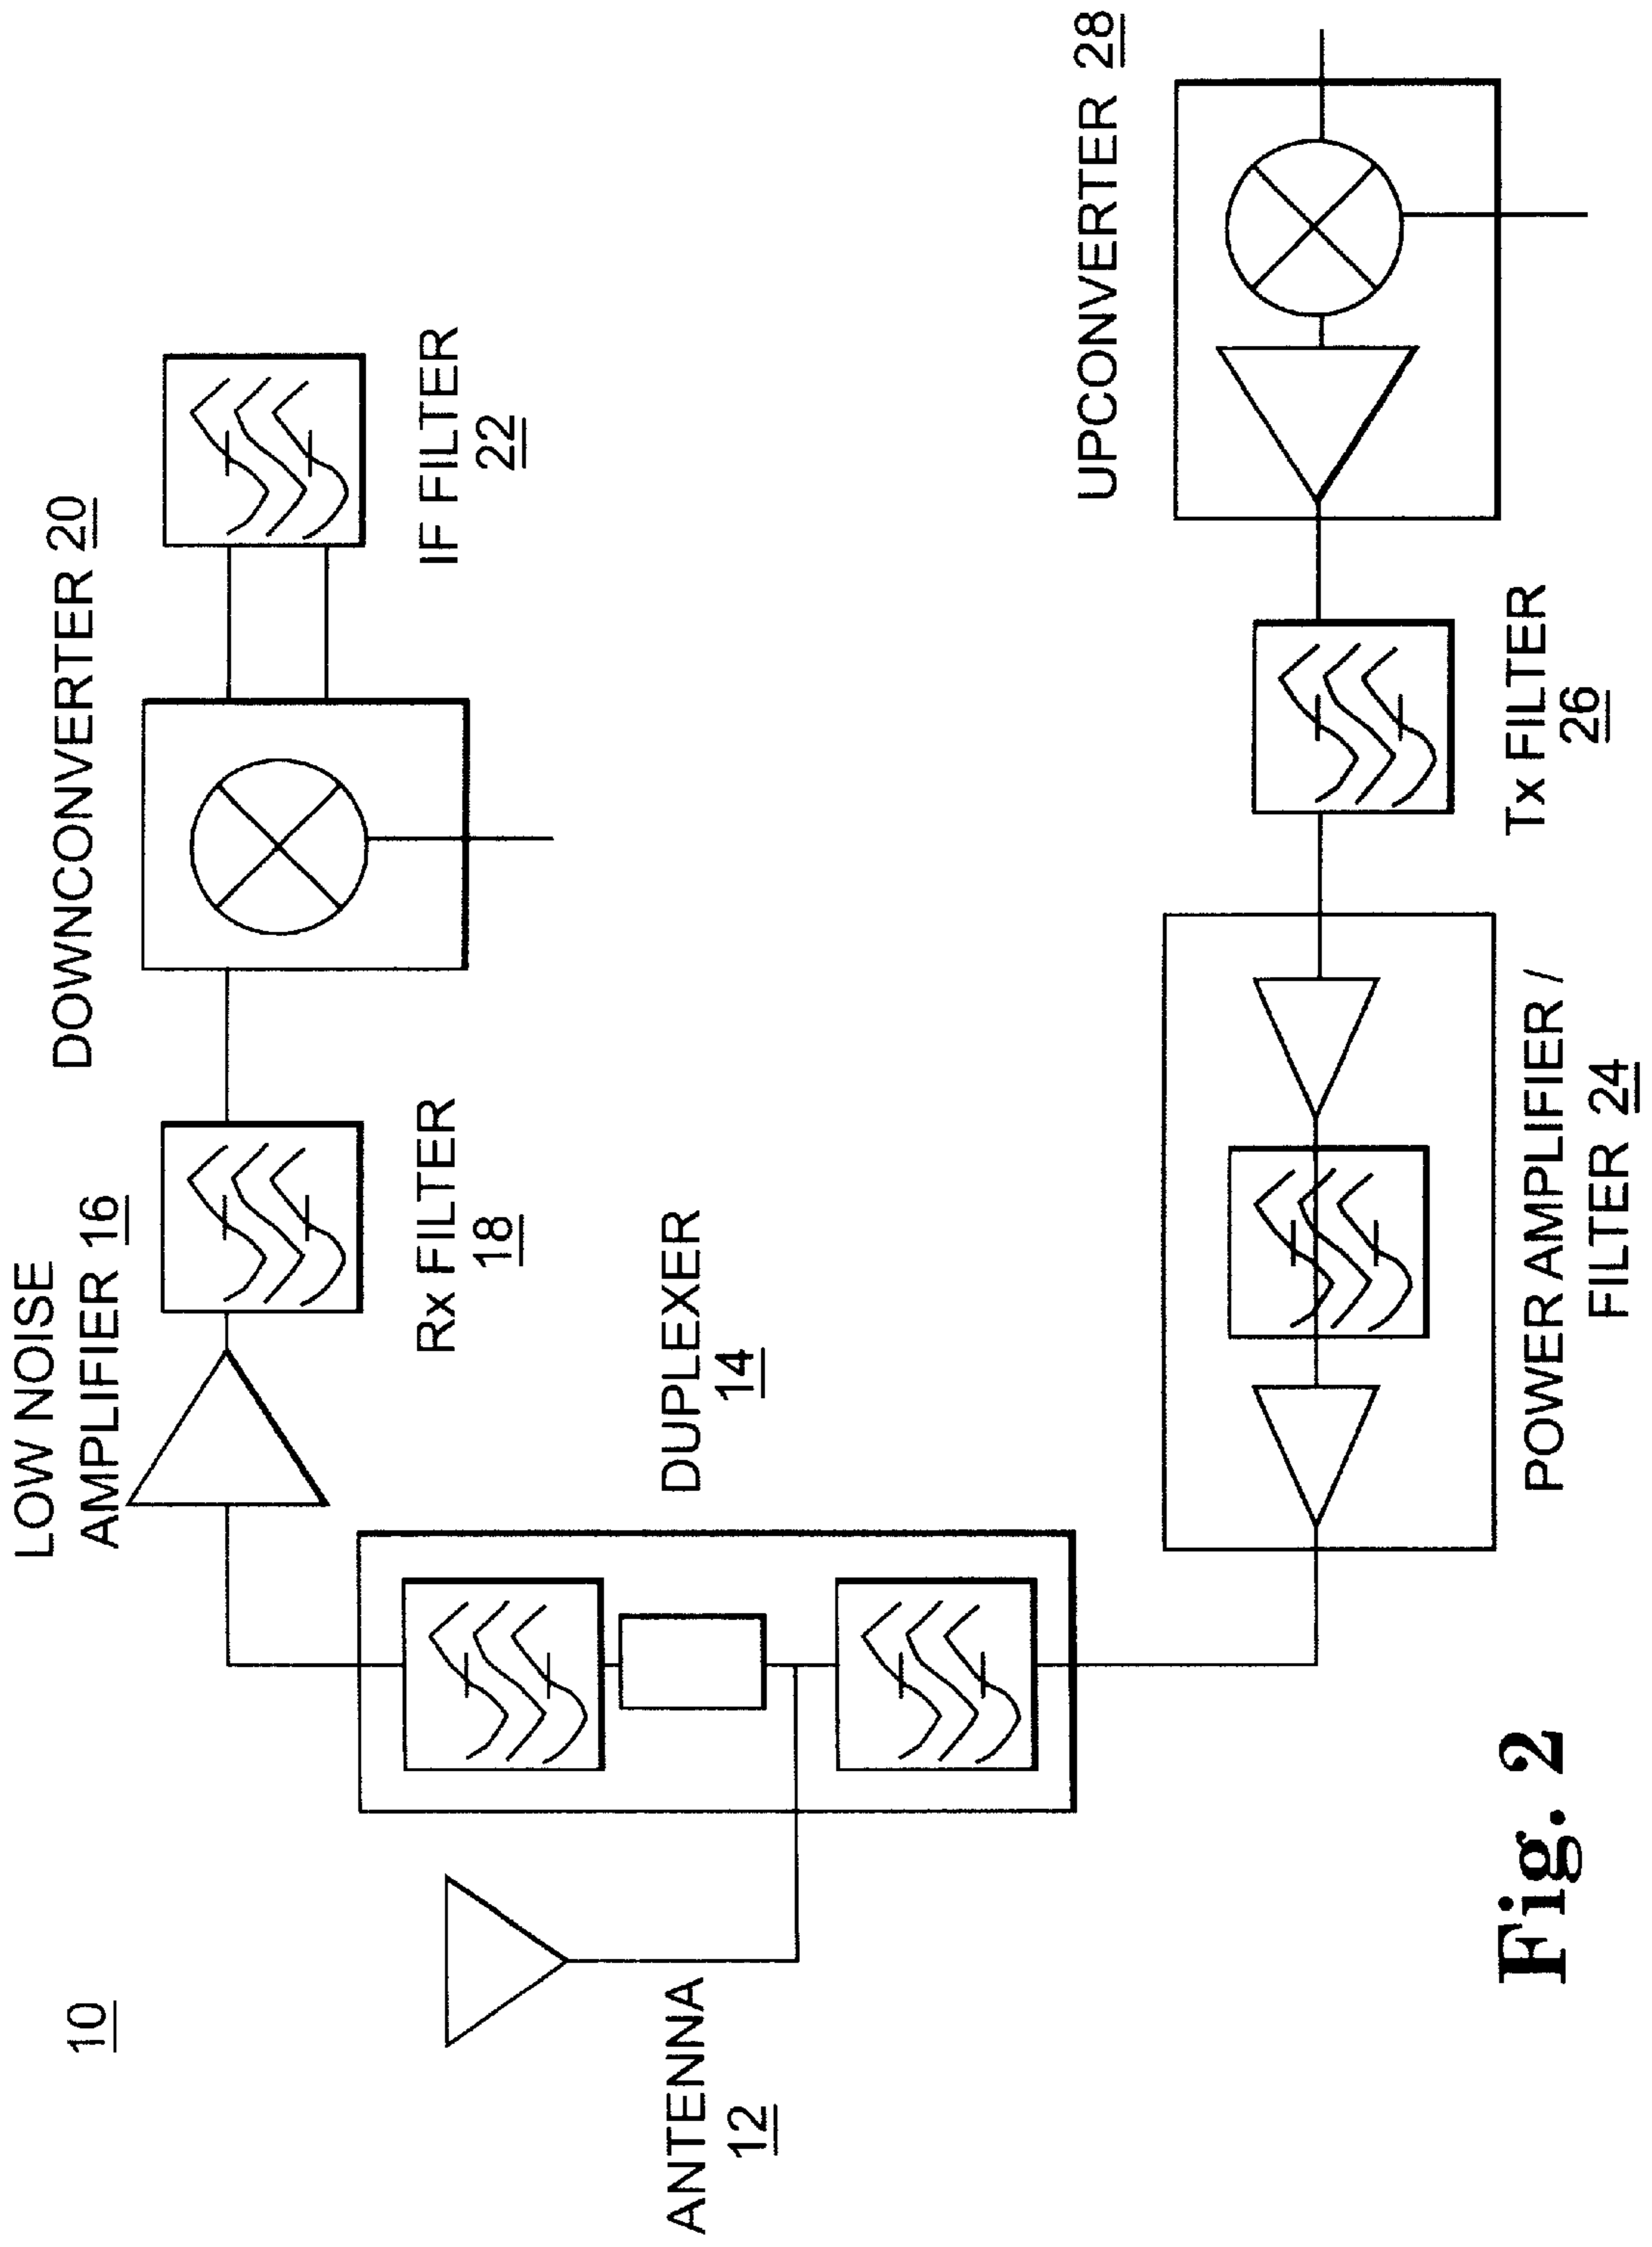 10
LOW NOISE
AMPLIFIER 16
DOWNCONVERTER 20
Rx FILTER
18
IF FILTER
22
ANTENNA
12
DUPLEXER
14
UPCONVERTER 28
POWER AMPLIFIER /
FILTER 24
Tx FILTER
26
Fig. 2